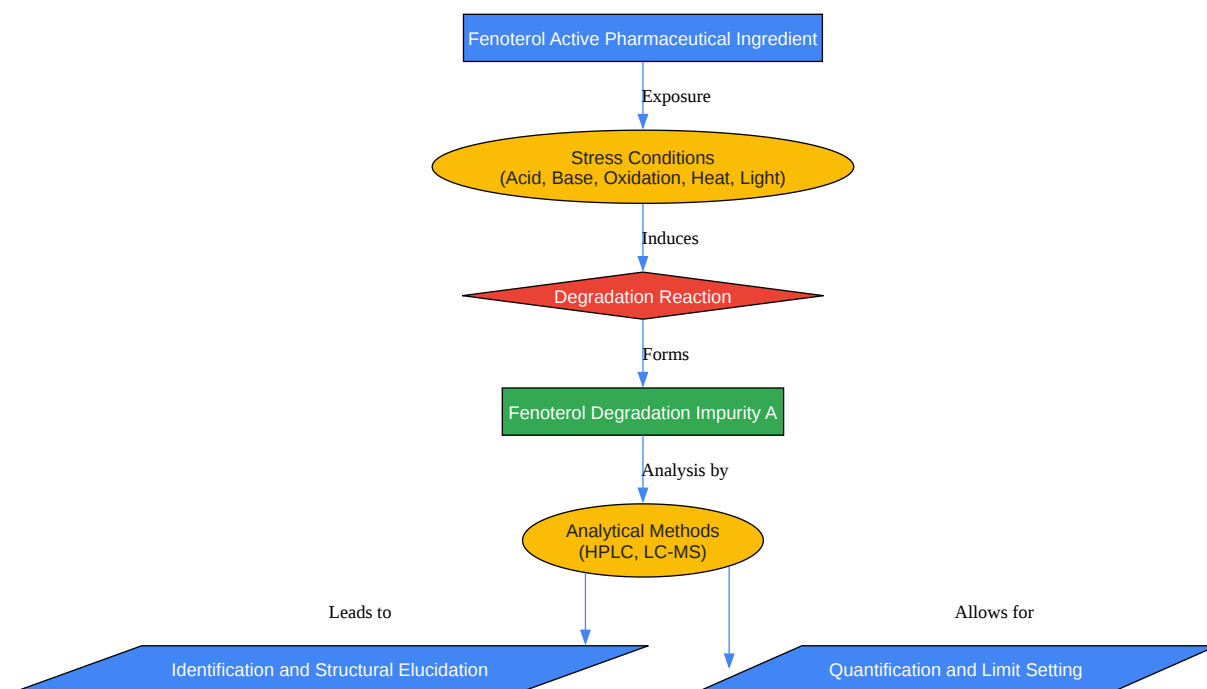 Fenoterol Active Pharmaceutical Ingredient
Exposure
Stress Conditions
(Acid, Base, Oxidation, Heat, Light)
Induces
Degradation Reaction
Forms
Fenoterol Degradation Impurity A
Analysis by
Analytical Methods
(HPLC, LC-MS)
Leads to
Allows for
Identification and Structural Elucidation
Quantification and Limit Setting